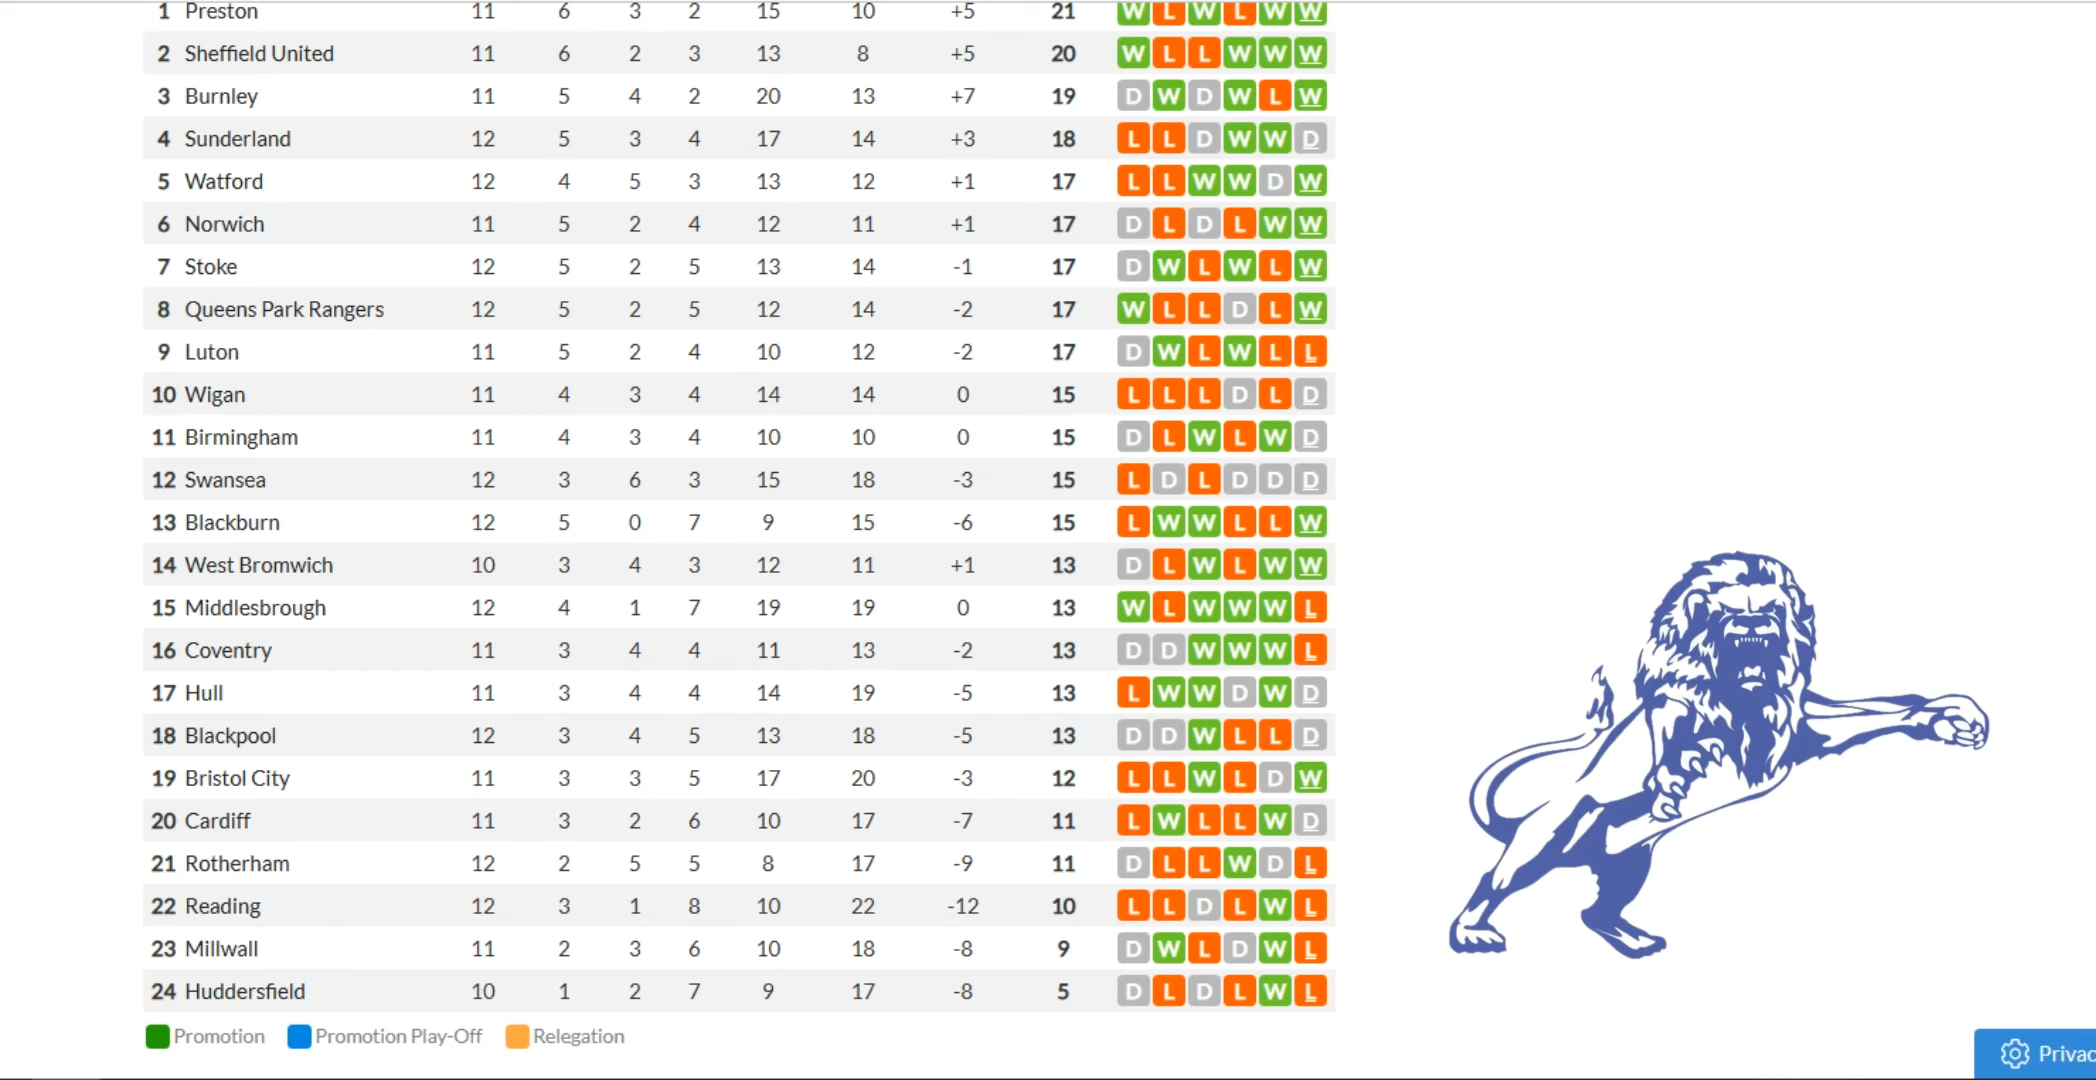 1 Preston 11 6 3 2 15 10 +5 21 W L W L W W
2 Sheffield United 11 6 2 3 13 8 +5 20 W L L W W W
3 Burnley 11 5 4 2 20 13 +7 19 D W D W L W
4 Sunderland 12 5 3 4 17 14 +3 18 L L D W W D
5 Watford 12 4 5 3 13 12 +1 17 L L W W D W
6 Norwich 11 5 2 4 12 11 +1 17 D L D L W W
7 Stoke 12 5 2 5 13 14 -1 17 D W L W L W
8 Queens Park Rangers 12 5 2 5 12 14 -2 17 W L L D L W
9 Luton 11 5 2 4 10 12 -2 17 D W L W L L
10 Wigan 11 4 3 4 14 14 0 15 L L L D L D
11 Birmingham 11 4 3 4 10 10 0 15 D L W L W D
12 Swansea 12 3 6 3 15 18 -3 15 L D L D D D
13 Blackburn 12 5 0 7 9 15 -6 15 L W W L L W
14 West Bromwich 10 3 4 3 12 11 +1 13 D L W L W W
15 Middlesbrough 12 4 1 7 19 19 0 13 W L W W W L
16 Coventry 11 3 4 4 11 13 -2 13 D D W W W L
17 Hull 11 3 4 4 14 19 -5 13 L W W D W D
18 Blackpool 12 3 4 5 13 18 -5 13 D D W L L D
19 Bristol City 11 3 3 5 17 20 -3 12 L L W L D W
20 Cardiff 11 3 2 6 10 17 -7 11 L W L L W D
21 Rotherham 12 2 5 5 8 17 -9 11 D L L W D L
22 Reading 12 3 1 8 10 22 -12 10 L L D L W L
23 Millwall 11 2 3 6 10 18 -8 9 D W L D W L
24 Huddersfield 10 1 2 7 9 17 -8 5 D L D L W L
Promotion Promotion Play-Off Relegation
Privac